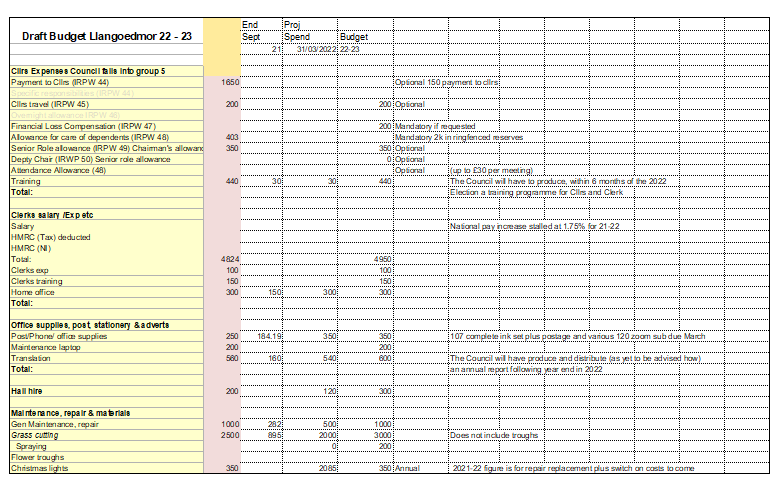 End Proj
Draft Budget Llangoedmor 22 - 23 Sept Spend Budget
21 31/03/2022 22-23
Cllrs Expenses Council falls into group 5
Payment to Cllrs (IRPW 44) 1650 Optional 150 payment to cllrs
Specific responsibilities (IRPW 44)
Cllrs travel (IRPW 45) 200 200 Optional
Overnight allowance IRPW 46)
Financial Loss Compensation (IRPW 47) 200 Mandatory if requested
Allowance for care of dependents (IRPW 48) 403 Mandatory 2k in ringfenced reserves
Senior Role allowance (IRPW 49) Chairman's allowan 350 350 Optional
Depty Chair (IRWP 50) Senior role allowance 0 Optional
Attendance Allowance (48) Optional (up to £30 per meeting)
Training 440 30 30 440 The Council will have to produce, within 6 months of the 2022
Total: Election a training programme for Cllrs and Clerk
Clerks salary /Exp etc
Salary National pay increase stalled at 1.75% for 21-22
HMRC (Tax) deducted
HMRC (NI)
Total: 4824 4950
Clerks exp 100 100
Clerks training 150 150
Home office 300 150 300 300
Total:
Office supplies, post, stationery & adverts
Post/Phone/ office supplies 250 184.19 350 350 107 complete ink set plus postage and various 120 zoom sub due March
Maintenance laptop 200 200
Translation 560 160 540 600 The Council will have produce and distribute (as yet to be advised how)
Total: an annual report following year end in 2022
Hall hire 200 120 300
Maintenance, repair & materials
Gen Maintenance, repair 1000 282 500 1000
Grass cutting 2500 895 2000 3000 Does not include troughs
Spraying 0 200
Flower troughs
Christmas lights 350 2085 350 Annual 2021-22 figure is for repair replacement plus switch on costs to come